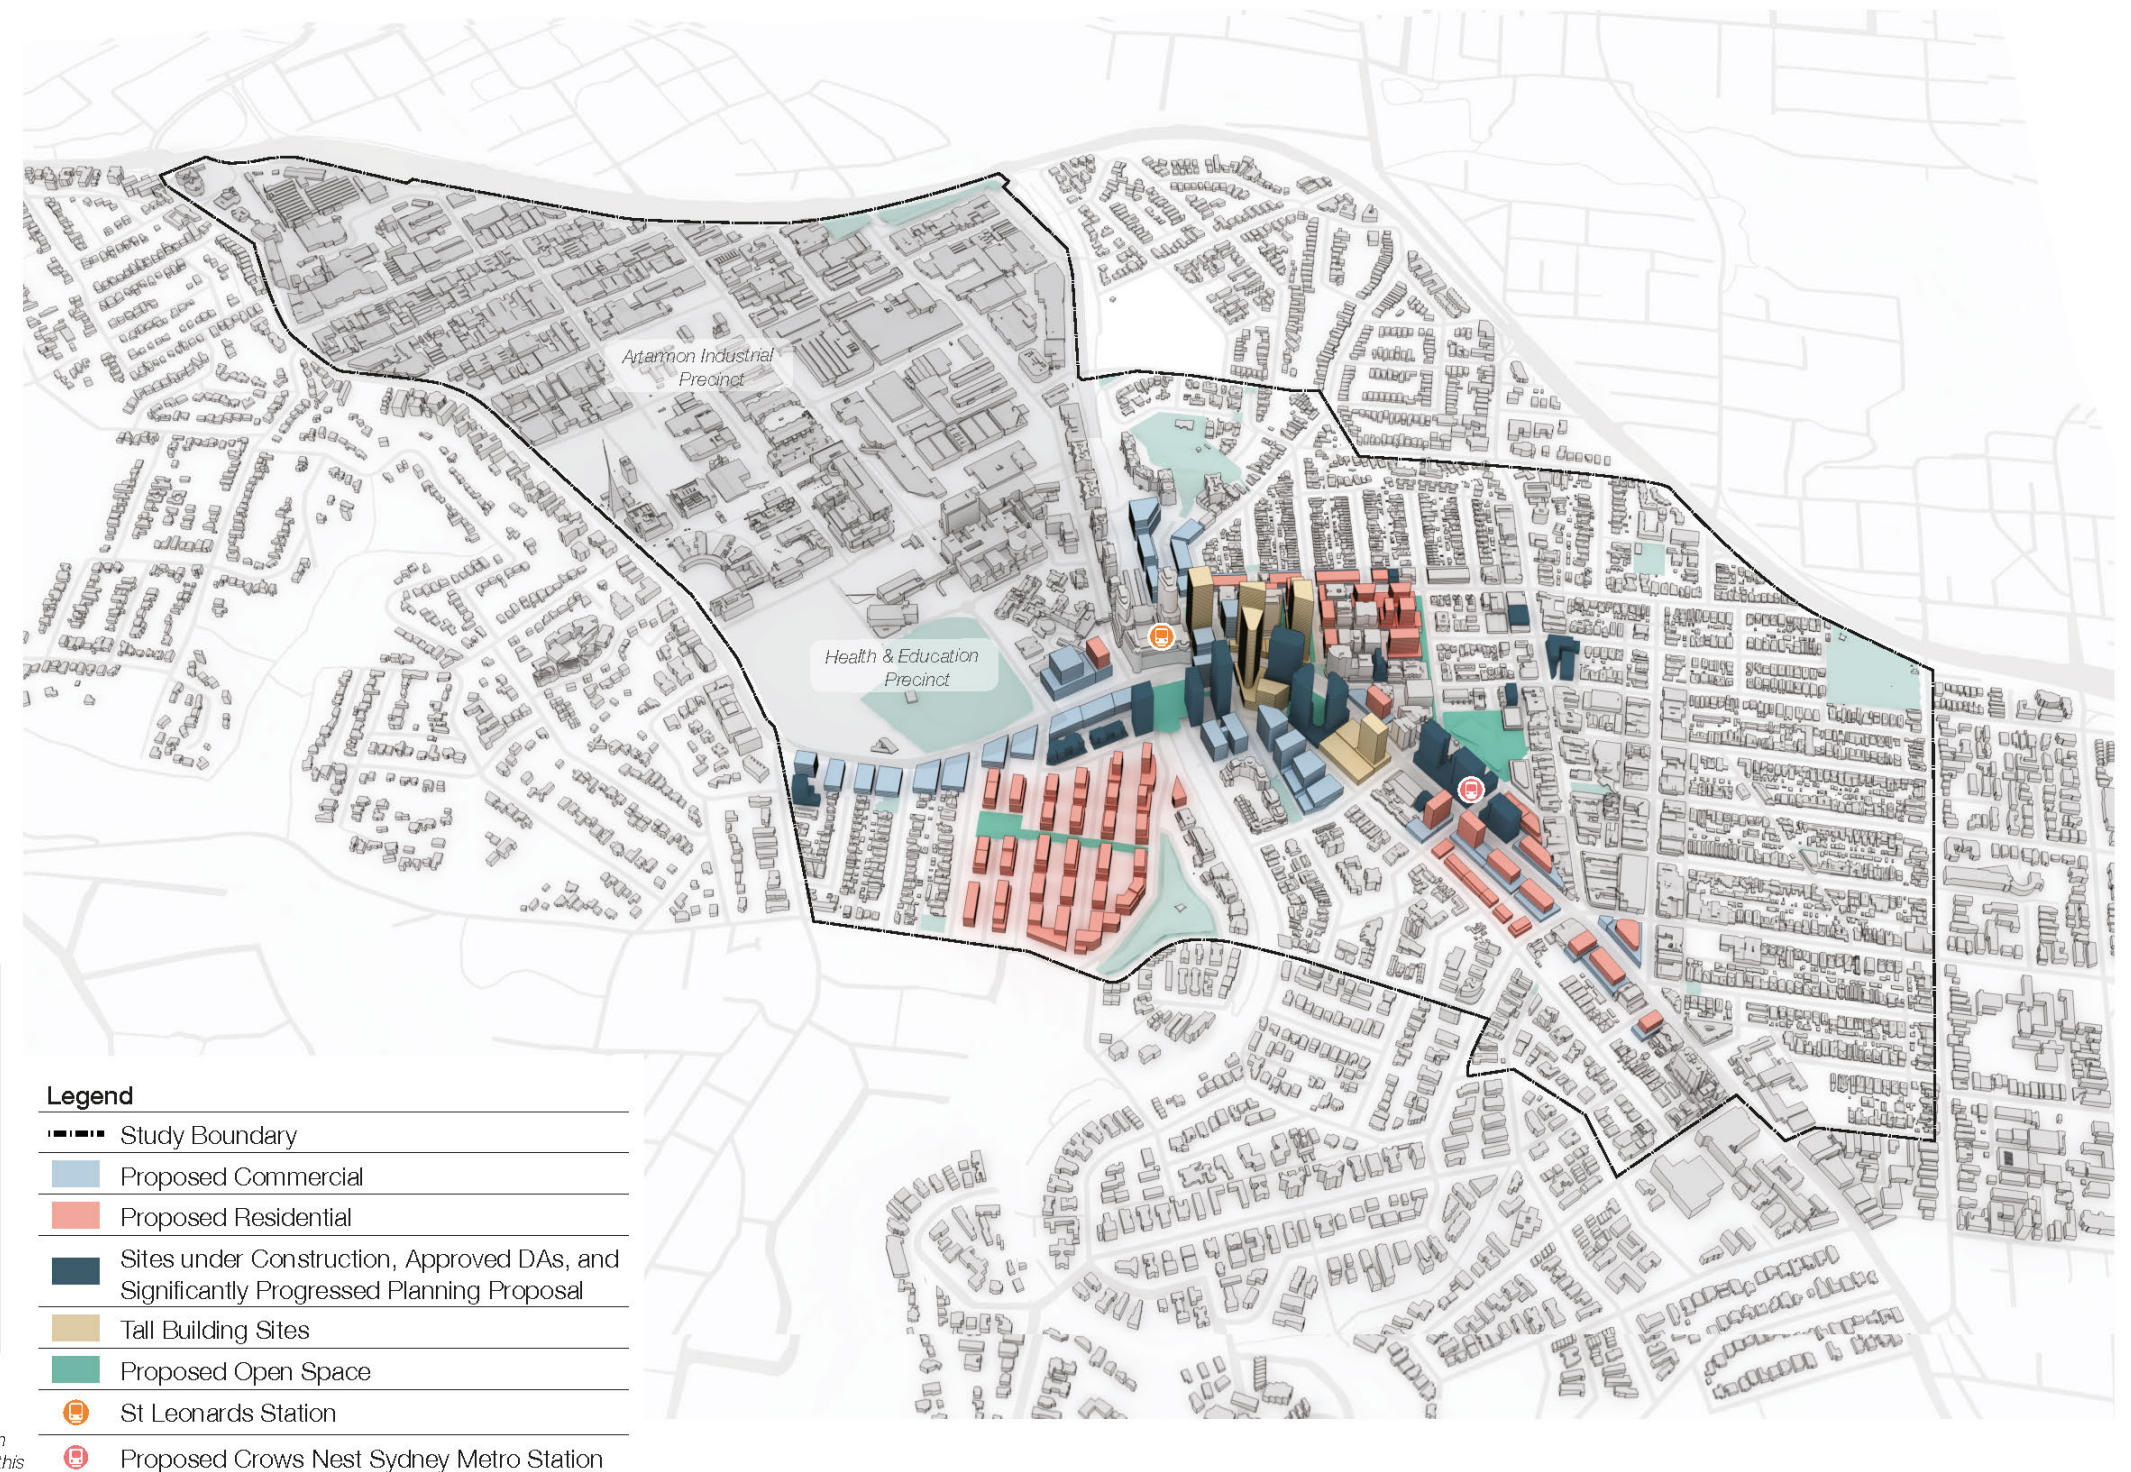 Artarmon Industrial
Precinct
Health & Education
Precinct
Legend
Study Boundary
Proposed Commercial
Proposed Residential
Sites under Construction, Approved DAs, and
Significantly Progressed Planning Proposal
Tall Building Sites
Proposed Open Space
St Leonards Station
this
Proposed Crows Nest Sydney Metro Station